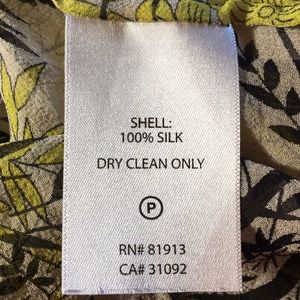 SHELL:
100% SILK
DRY CLEAN ONLY
P
RN# 81913
CA# 31092